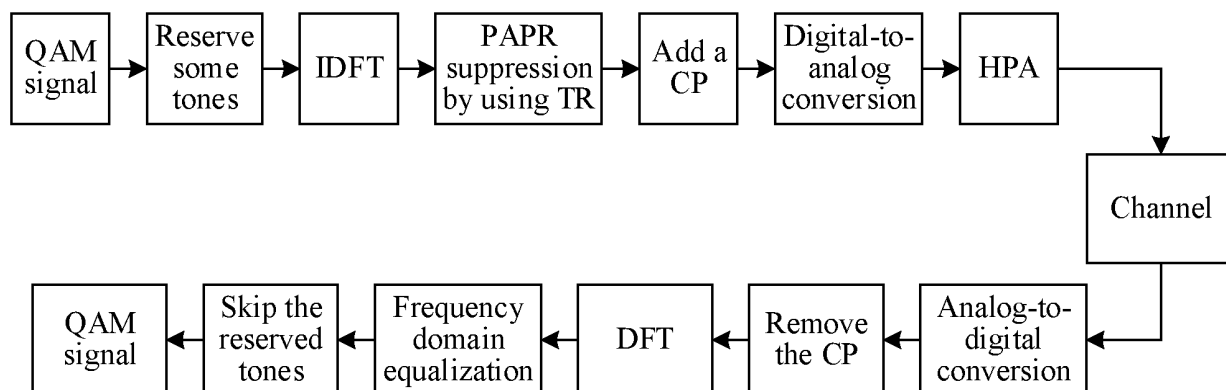 QAM
signal
Reserve
some
tones
IDFT
PAPR
suppression
by using TR
Add a
CP
Digital-to-
analog
conversion
HPA
Channel
Analog-to-
digital
conversion
Remove
the CP
DFT
Frequency
domain
equalization
Skip the
reserved
tones
QAM
signal